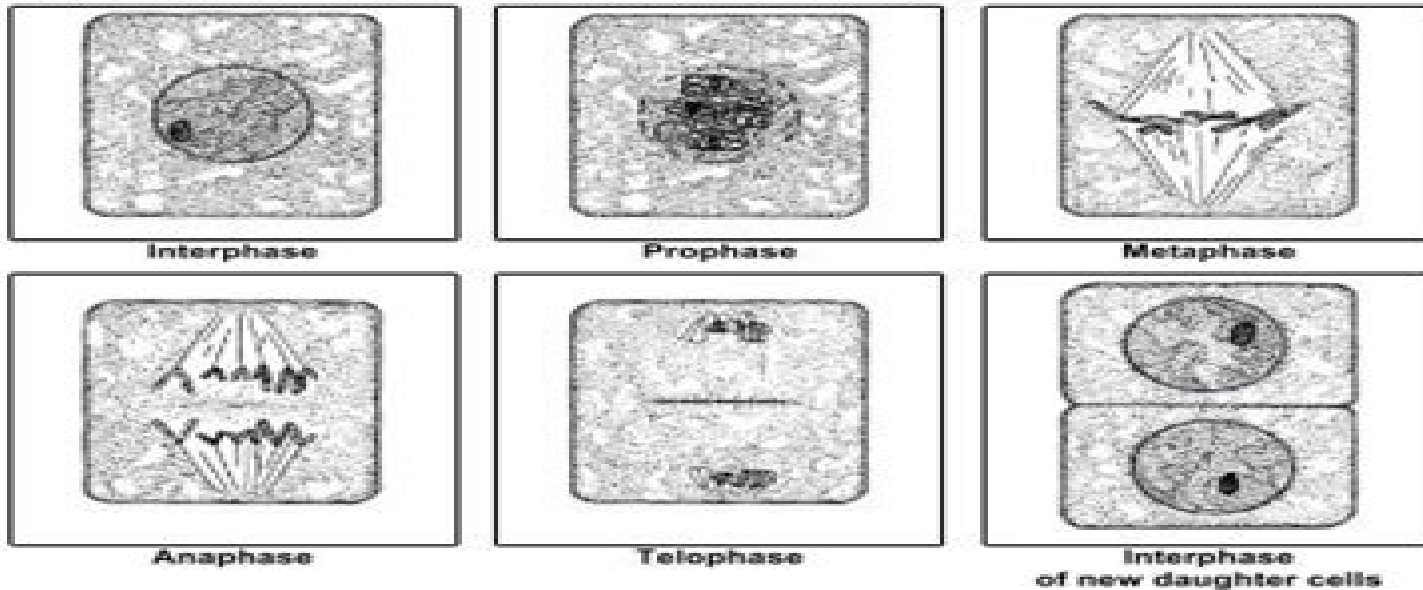 Interphase
Prophase
Metaphase
Anaphase
Telophase
Interphase
of new daughter cells